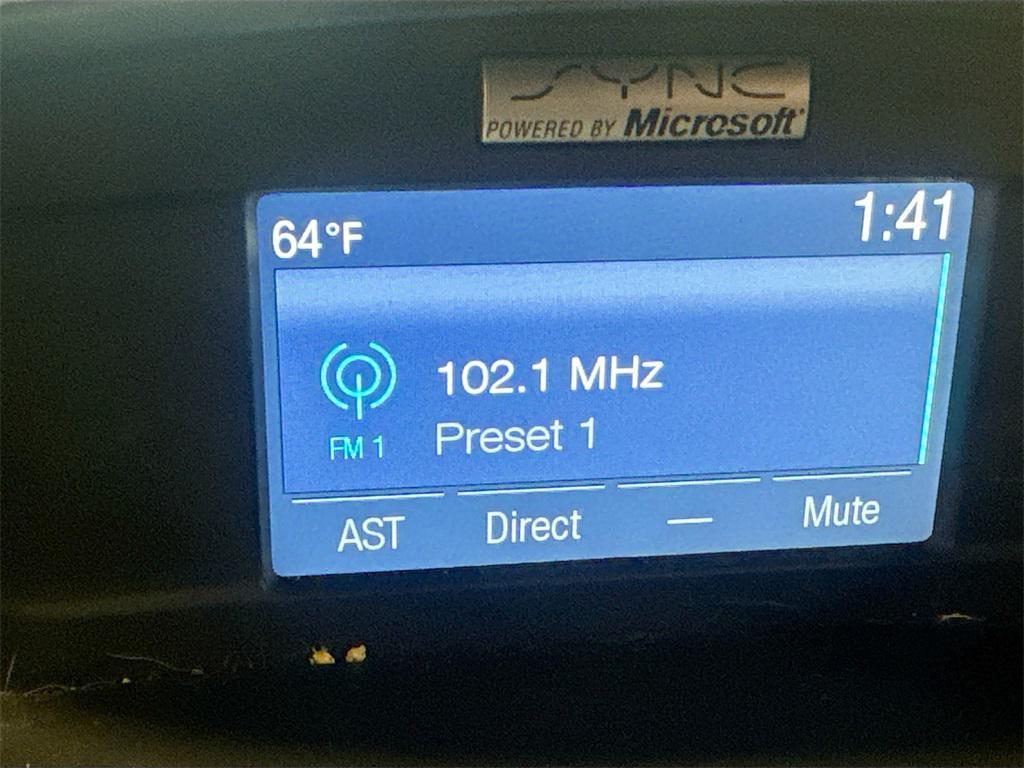 SYNC
POWERED BY Microsoft
64°F 1:41
102.1 MHz
FM 1 Preset 1
AST Direct — Mute